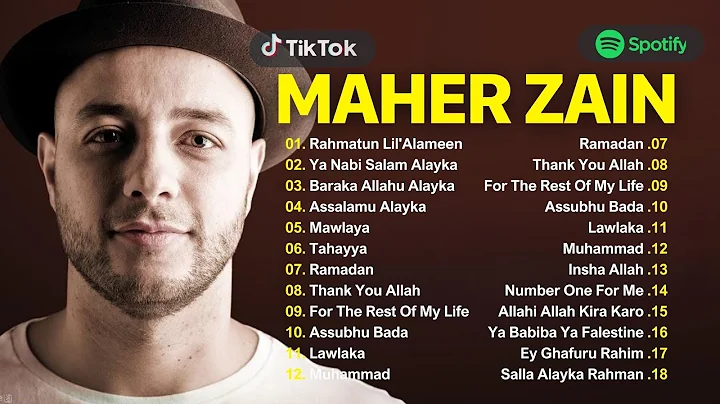 TikTok
Spotify
MAHER ZAIN
01. Rahmatun Lil'Alameen
02. Ya Nabi Salam Alayka
03. Baraka Allahu Alayka
04. Assalamu Alayka
05. Mawlaya
06. Tahayya
07. Ramadan
08. Thank You Allah
09. For The Rest Of My Life
10. Assubhu Bada
11. Lawlaka
12. Muhammad
Ramadan .07
Thank You Allah .08
For The Rest Of My Life .09
Assubhu Bada .10
Lawlaka .11
Muhammad .12
Insha Allah .13
Number One For Me .14
Allahi Allah Kira Karo .15
Ya Babiba Ya Falestine .16
Ey Ghafuru Rahim .17
Salla Alayka Rahman .18